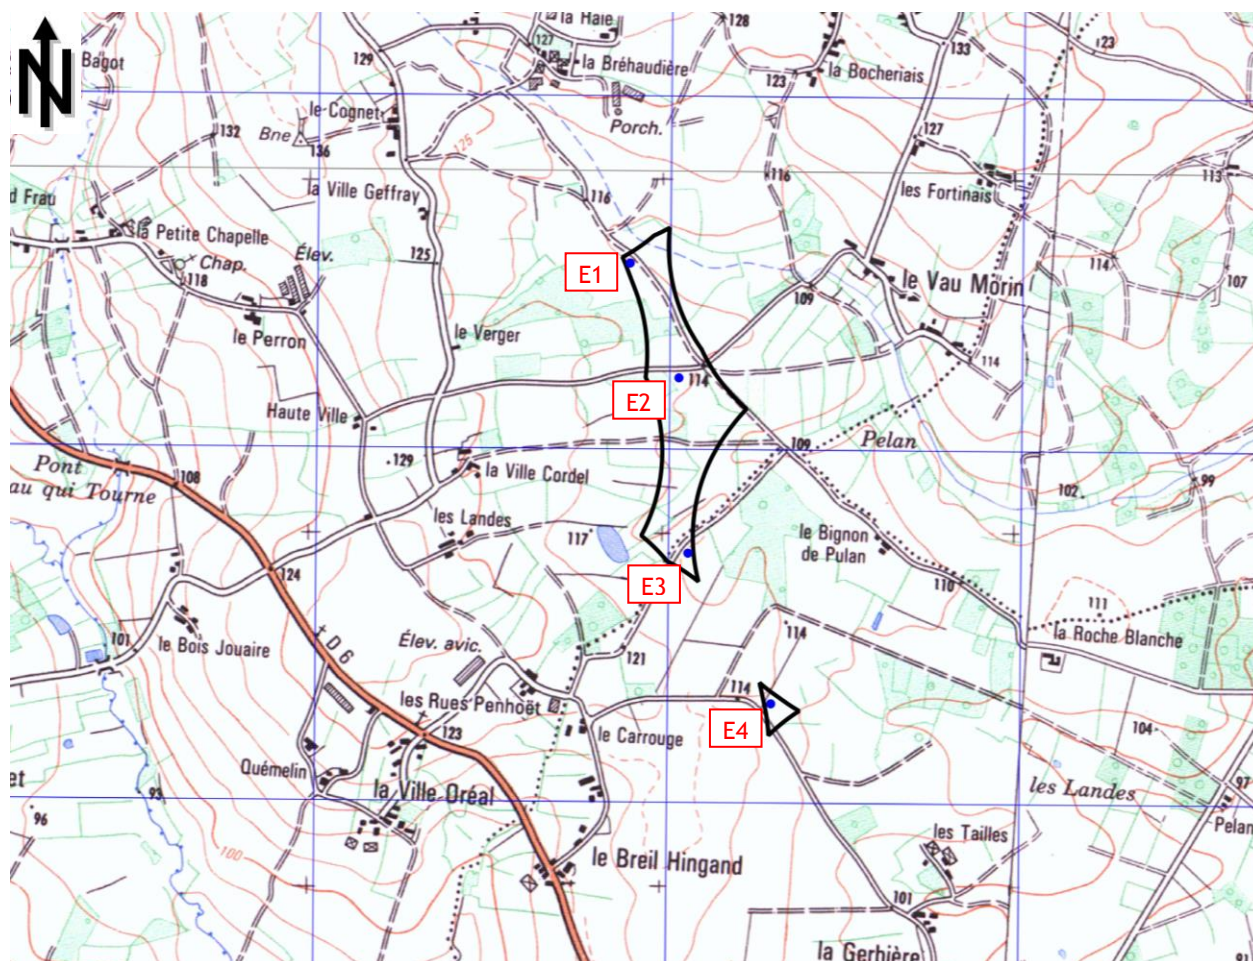 N
Bagot
la Haie
127
la Bréhaudière
128
123
la Bocheriais
133
23
129
le-Cognet
132
Bne
136
125
Porch.
127
les Fortinais
116
113
la Ville Geffray
116
d Frau
la Petite Chapelle
Chap.
118
Élev.
125
E1
le Vau Morin
109
114
107
le Perron
le Verger
E2
114
114
Haute Ville
109
Pelan
Pont
au qui Tourne
108
129
la Ville Cordel
102
99
les Landes
117
le Bignon
de Pulan
E3
110
124
111
la Roche Blanche
101
le Bois Jouaire
D 6
Élev. avic.
121
114
les Rues Penhoët
114
E4
le Carrouge
104
123
Quémelin
et
93
la Ville Oréal
les Landes
97
96
Pelan
100
les Tailles
le Breil Hingand
101
la Gerbière
91